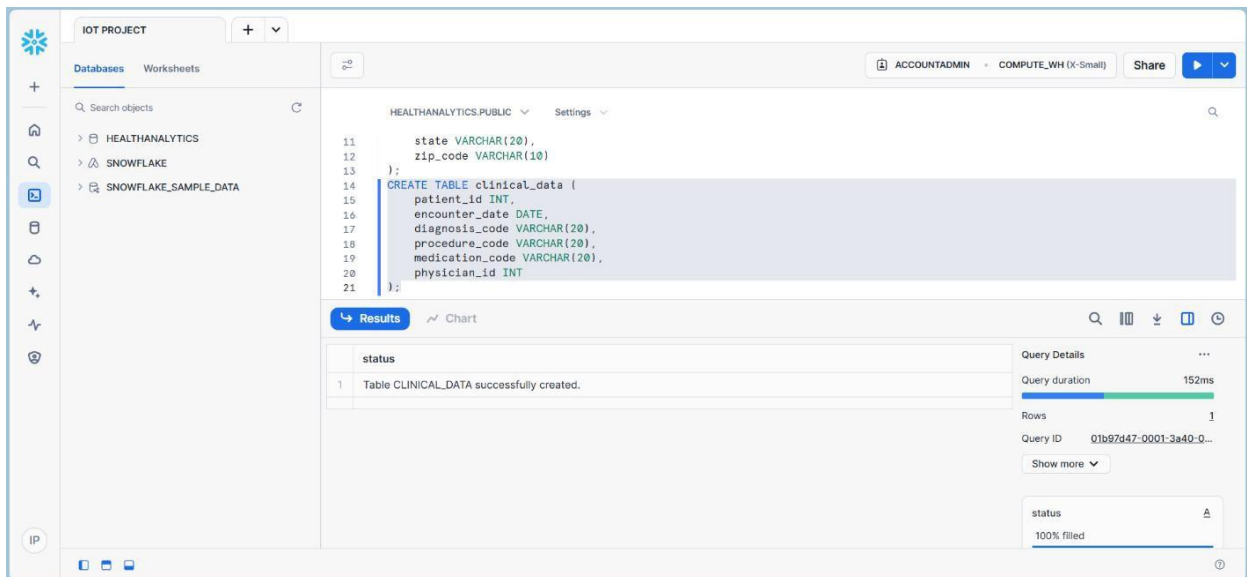 IOT PROJECT
Databases Worksheets
Search objects
HEALTHANALYTICS
SNOWFLAKE
SNOWFLAKE_SAMPLE_DATA
IP
ACCOUNTADMIN COMPUTE_WH (X-Small) Share
HEALTHANALYTICS.PUBLIC Settings
11 state VARCHAR(20),
12 zip_code VARCHAR(10)
13 );
14 CREATE TABLE clinical_data (
15 patient_id INT,
16 encounter_date DATE,
17 diagnosis_code VARCHAR(20),
18 procedure_code VARCHAR(20),
19 medication_code VARCHAR(20),
20 physician_id INT
21 );
Results Chart
status
1 Table CLINICAL_DATA successfully created.
Query Details ...
Query duration 152ms
Rows 1
Query ID 01b97d47-0001-3a40-0...
Show more
status A
100% filled